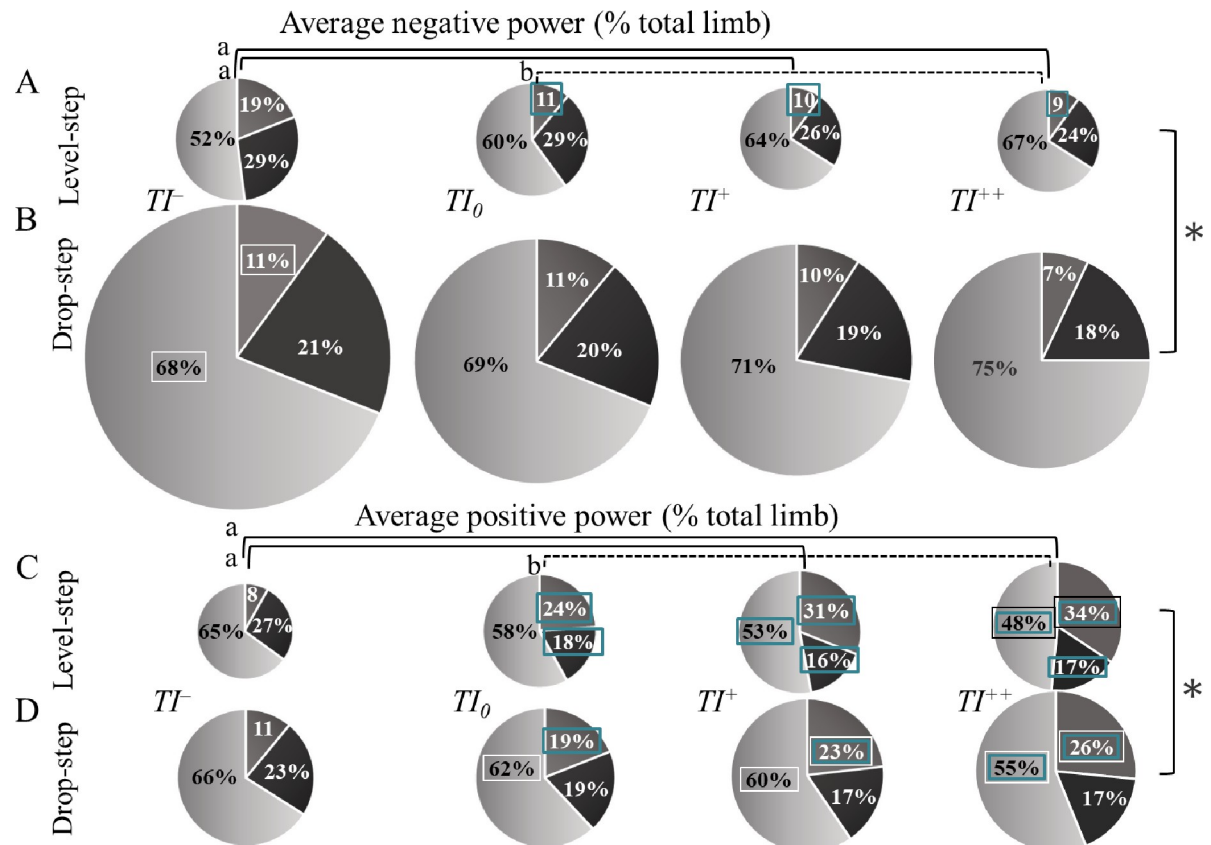 Average negative power (% total limb)
a
a
b
A
Level-step
19%
52%
29%
11
60%
29%
10
64%
26%
9
67%
24%
TI⁻
TI₀
TI⁺
TI⁺⁺
*
B
Drop-step
11%
68%
21%
11%
69%
20%
10%
71%
19%
7%
75%
18%
Average positive power (% total limb)
a
a
b
C
Level-step
8
65%
27%
24%
58%
18%
31%
53%
16%
34%
48%
17%
TI⁻
TI₀
TI⁺
TI⁺⁺
*
D
Drop-step
11
66%
23%
19%
62%
19%
23%
60%
17%
26%
55%
17%